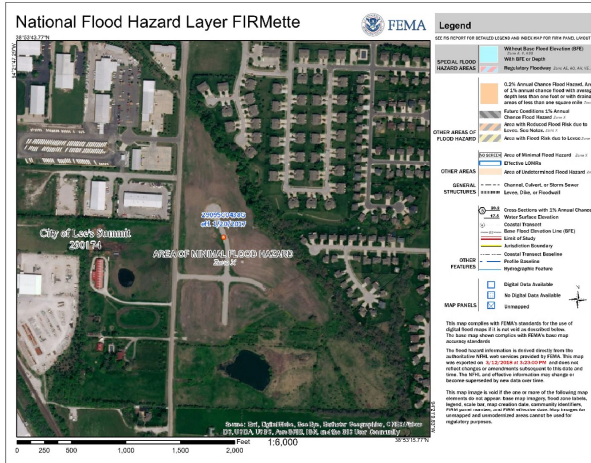 National Flood Hazard Layer FIRMette
FEMA
Legend
SEE FIS REPORT FOR DETAILED LEGEND AND INDEX MAP FOR FIRM PANEL LAYOUT
SPECIAL FLOOD
HAZARD AREAS
Without Base Flood Elevation (BFE)
With BFE or Depth
Regulatory Floodway
0.2% Annual Chance Flood Hazard,
of 1% annual chance flood with
depth less than one foot or with
areas of less than one square mile
Future Conditions 1% Annual
Chance Flood Hazard
Area with Reduced Flood Risk due to
Levee. See Notes.
Area with Flood Risk due to Levee
OTHER AREAS OF
FLOOD HAZARD
NO SCREEN Area of Minimal Flood Hazard
Effective LOMRs
Area of Undetermined Flood Hazard
OTHER AREAS
GENERAL
STRUCTURES
Channel, Culvert, or Storm Sewer
Levee, Dike, or Floodwall
Cross Sections with 1% Annual Chance
Water Surface Elevation
Coastal Transect
Base Flood Elevation Line (BFE)
Limit of Study
Jurisdiction Boundary
Coastal Transect Baseline
Profile Baseline
Hydrographic Feature
OTHER
FEATURES
Digital Data Available
No Digital Data Available
Unmapped
MAP PANELS
This map complies with FEMA's standards for the use of
digital flood maps if it is not void as described below.
The base map shown complies with FEMA's base map
accuracy standards
The flood hazard information is derived directly from the
authoritative NFHL web services provided by FEMA. This map
was exported on 3/12/2019 at 3:23:00 PM and does not
reflect changes or amendments subsequent to this date and
time. The NFHL and effective information may change or
become superseded by new data over time.
This map image is void if the one or more of the following map
elements do not appear: base map imagery, flood zone labels,
legend, scale bar, map creation date, community identifiers,
FIRM panel number, and FIRM effective date. Map images for
unmapped and unmodernized areas cannot be used for
regulatory purposes.
City of Lee's Summit
290174
eff. 1/20/2017
AREA OF MINIMAL FLOOD HAZARD
Zone X
0 250 500 1,000 1,500 2,000 Feet 1:6,000